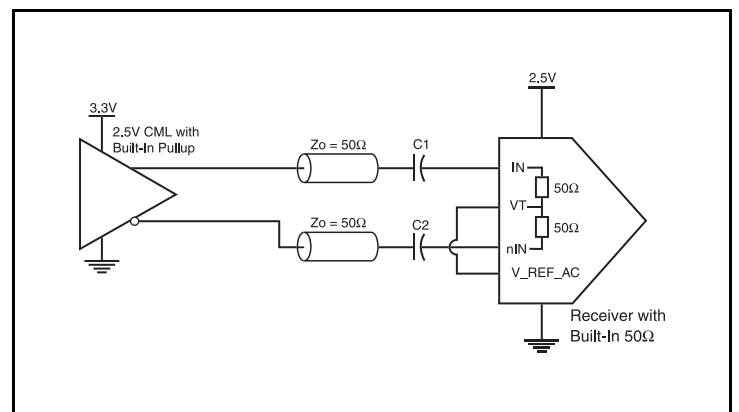 3.3V
2.5V CML with
Built-In Pullup
Zo = 50Ω
C1
Zo = 50Ω
C2
2.5V
IN
50Ω
VT
50Ω
nIN
V_REF_AC
Receiver with
Built-In 50Ω